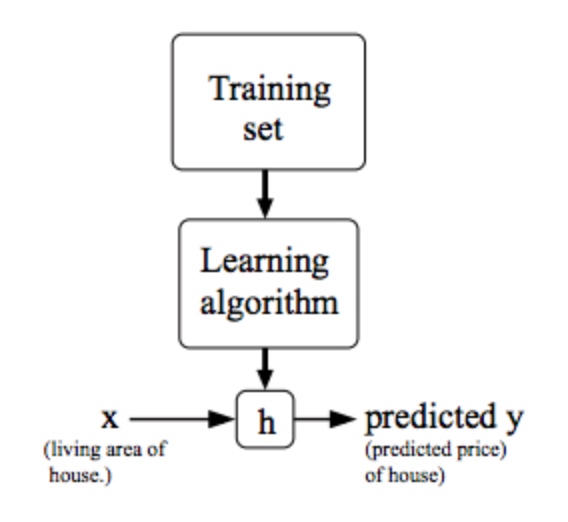 Training
set
Learning
algorithm
x
h
predicted y
(living area of
house.)
(predicted price)
of house)